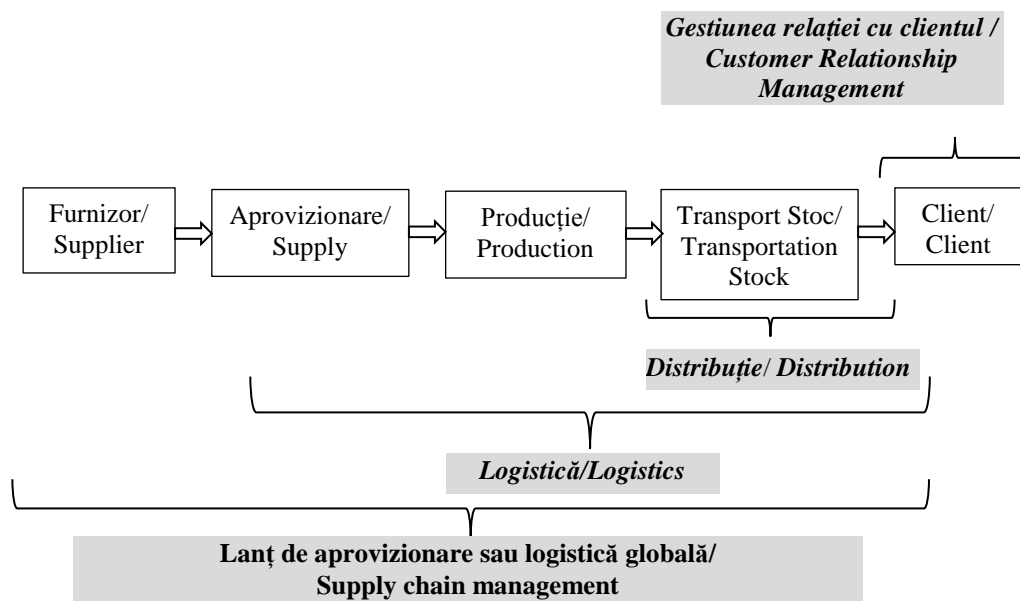 Gestiunea relației cu clientul /
Customer Relationship
Management
Furnizor/
Supplier
Aprovizionare/
Supply
Producție/
Production
Transport Stoc/
Transportation
Stock
Client/
Client
Distribuție/ Distribution
Logistică/Logistics
Lanț de aprovizionare sau logistică globală/
Supply chain management